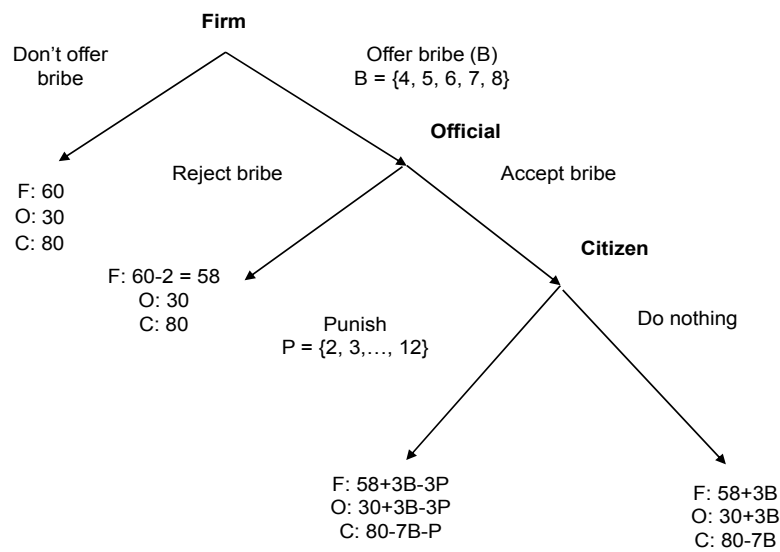 Firm
Don’t offer
bribe
Offer bribe (B)
B = {4, 5, 6, 7, 8}
Official
Reject bribe
Accept bribe
F: 60
O: 30
C: 80
Citizen
F: 60-2 = 58
O: 30
C: 80
Punish
P = {2, 3,…, 12}
Do nothing
F: 58+3B-3P
O: 30+3B-3P
C: 80-7B-P
F: 58+3B
O: 30+3B
C: 80-7B